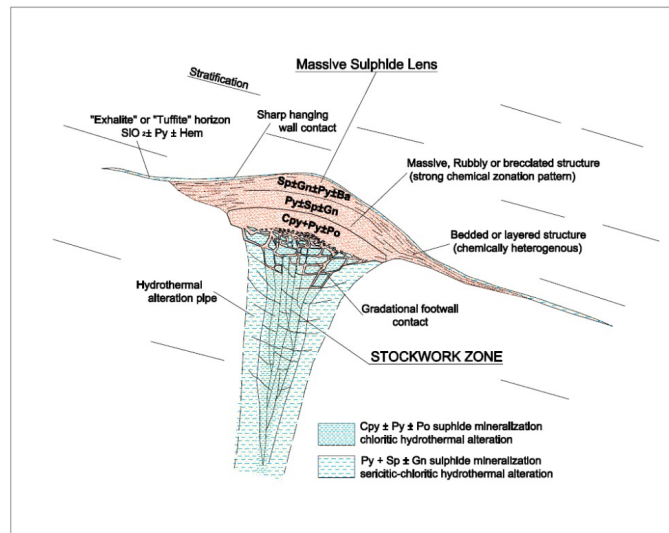 Massive Sulphide Lens
Stratification
"Exhalite" or "Tuffite" horizon
SIO 2± Py ± Hem
Sharp hanging
wall contact
Massive, Rubbly or brecciated structure
(strong chemical zonation pattern)
Sp±Gn±Py±Ba
Py±Sp±Gn
Cpy+Py±Po
Bedded or layered structure
(chemically heterogenous)
Hydrothermal
alteration pipe
Gradational footwall
contact
STOCKWORK ZONE
Cpy ± Py ± Po suphide mineralization
chloritic hydrothermal alteration
Py + Sp ± Gn sulphide mineralization
sericitic-chloritic hydrothermal alteration